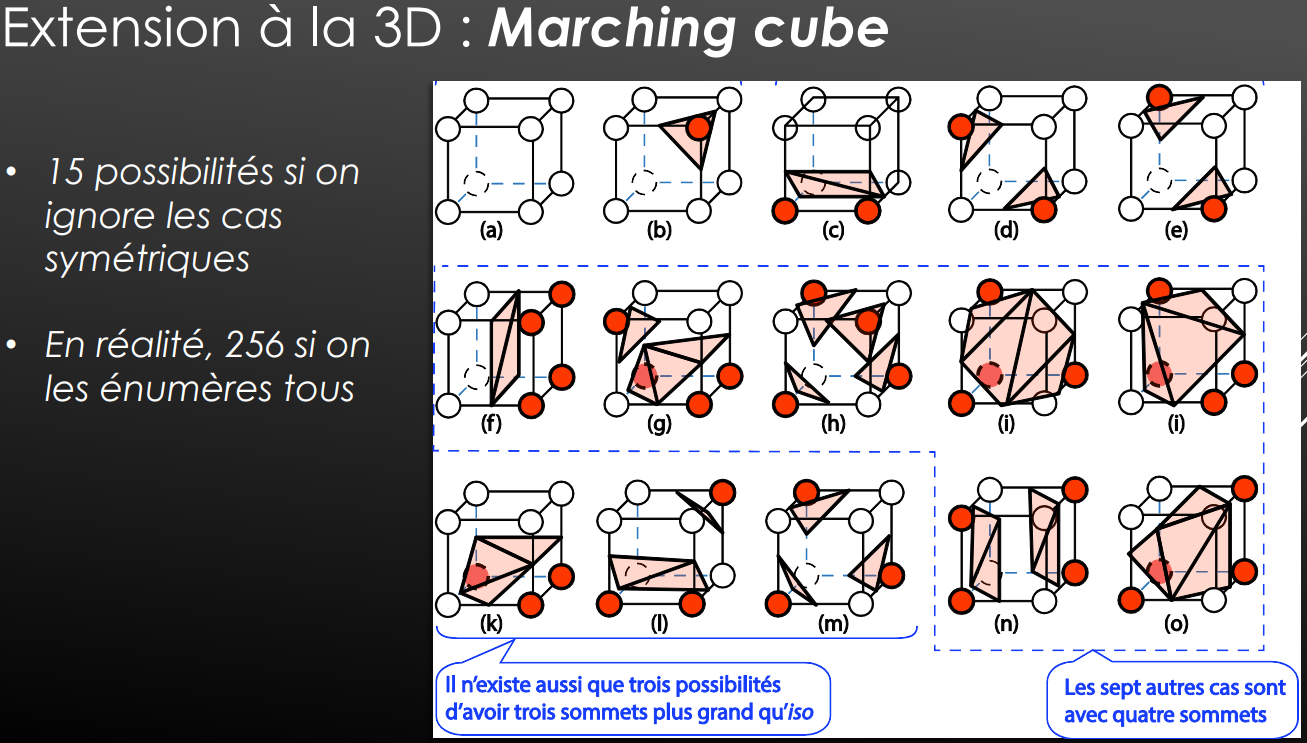 Extension à la 3D : Marching cube
• 15 possibilités si on
ignore les cas
symétriques
• En réalité, 256 si on
les énumères tous
(a) (b) (c) (d) (e)
(f) (g) (h) (i) (i)
(k) (l) (m) (n) (o)
Il n'existe aussi que trois possibilités
d'avoir trois sommets plus grand qu'iso
Les sept autres cas sont
avec quatre sommets